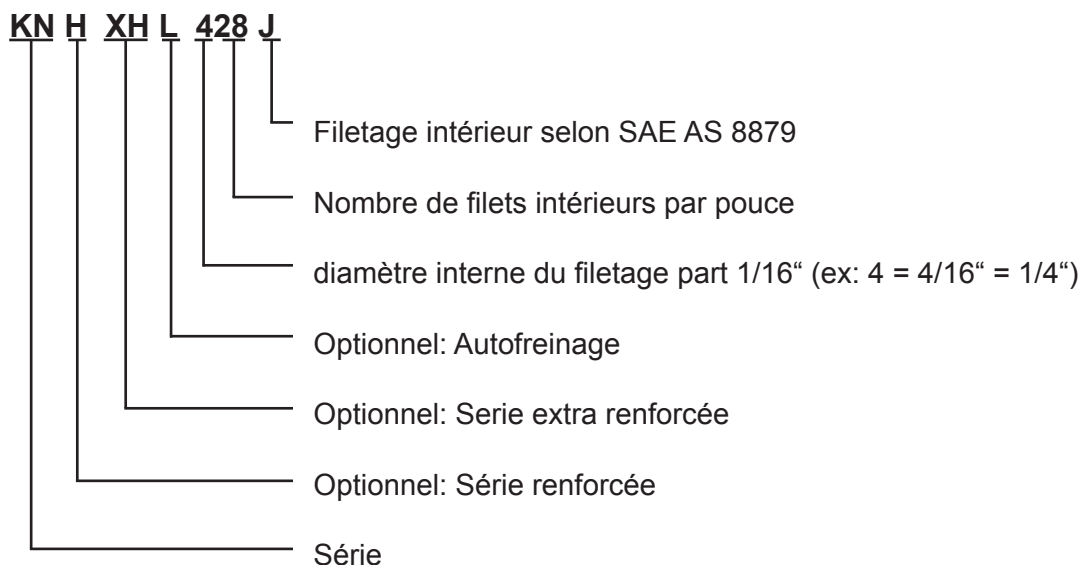 KN H XH L 428 J
Filetage intérieur selon SAE AS 8879
Nombre de filets intérieurs par pouce
diamètre interne du filetage part 1/16“ (ex: 4 = 4/16“ = 1/4“)
Optionnel: Autofreinage
Optionnel: Serie extra renforcée
Optionnel: Série renforcée
Série